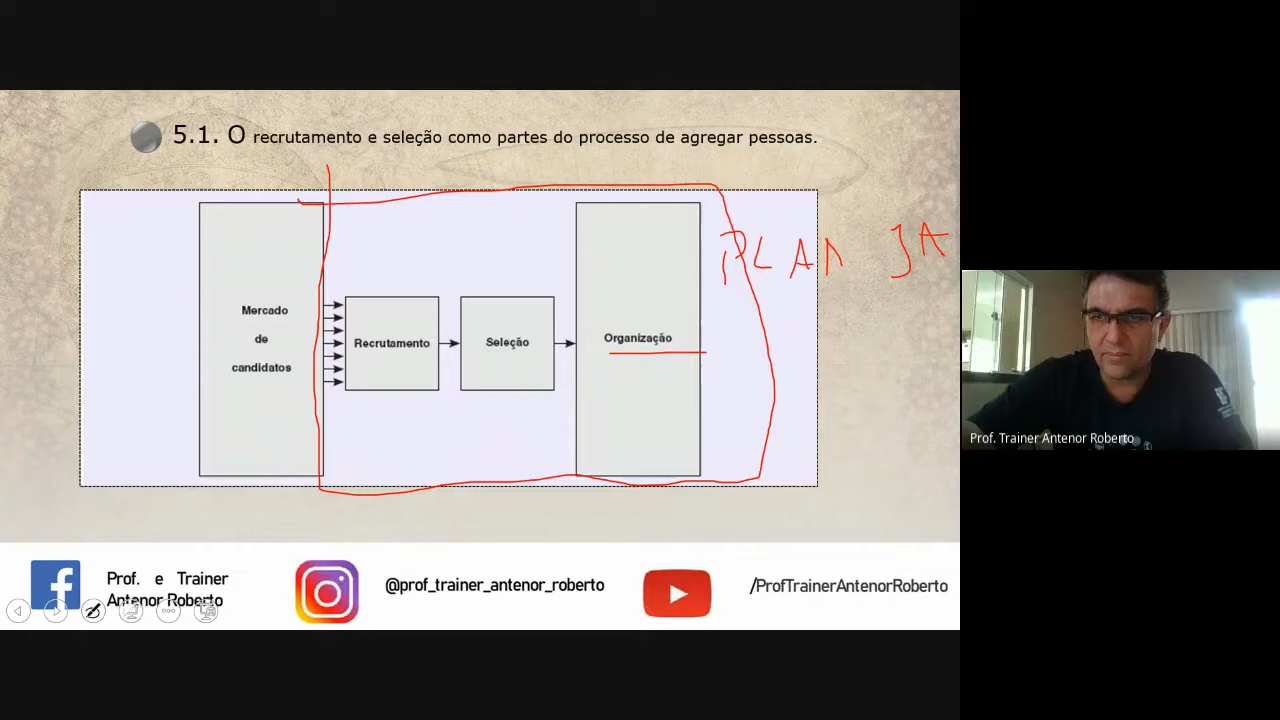 5.1. O recrutamento e seleção como partes do processo de agregar pessoas.
Mercado
de
candidatos
Recrutamento
Seleção
Organização
PLAN JA
Prof. Trainer Antenor Roberto
Prof. e Trainer
Antenor Roberto
@prof_trainer_antenor_roberto
/ProfTrainerAntenorRoberto